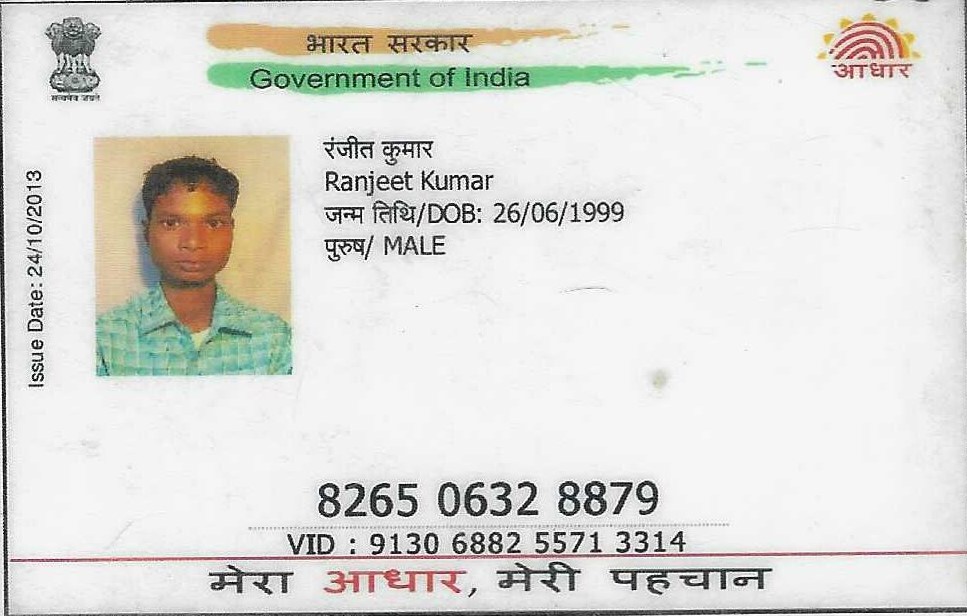 भारत सरकार
Government of India
आधार
सत्यमेव जयते
Issue Date: 24/10/2013
रंजीत कुमार
Ranjeet Kumar
जन्म तिथि/DOB: 26/06/1999
पुरुष/ MALE
8265 0632 8879
VID : 9130 6882 5571 3314
मेरा आधार, मेरी पहचान